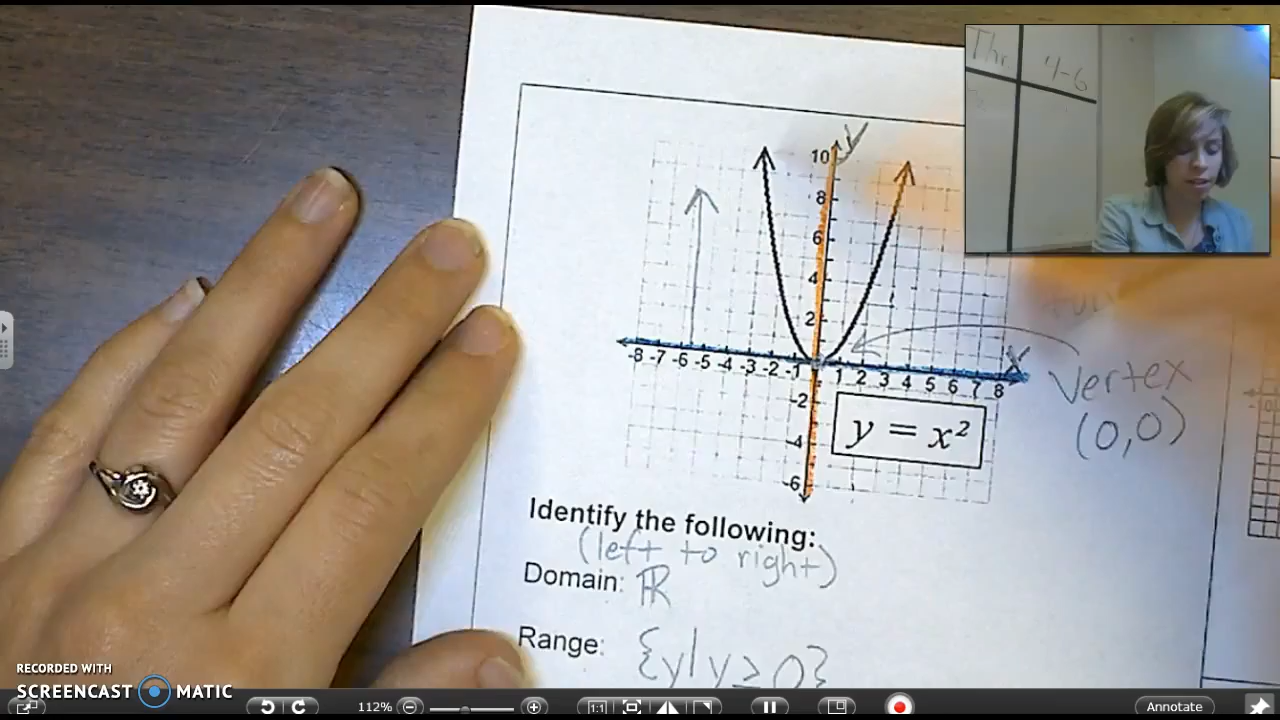 Thr 4-6
y
10
8
6
4
2
-8 -7 -6 -5 -4 -3 -2 -1 1 2 3 4 5 6 7 8 X
-2
-4
-6
Vertex
(0,0)
y = x²
Identify the following:
(left to right)
Domain: ℝ
Range: {y| y ≥ 0}
RECORDED WITH
SCREENCAST-O-MATIC
112% 1:1 Annotate